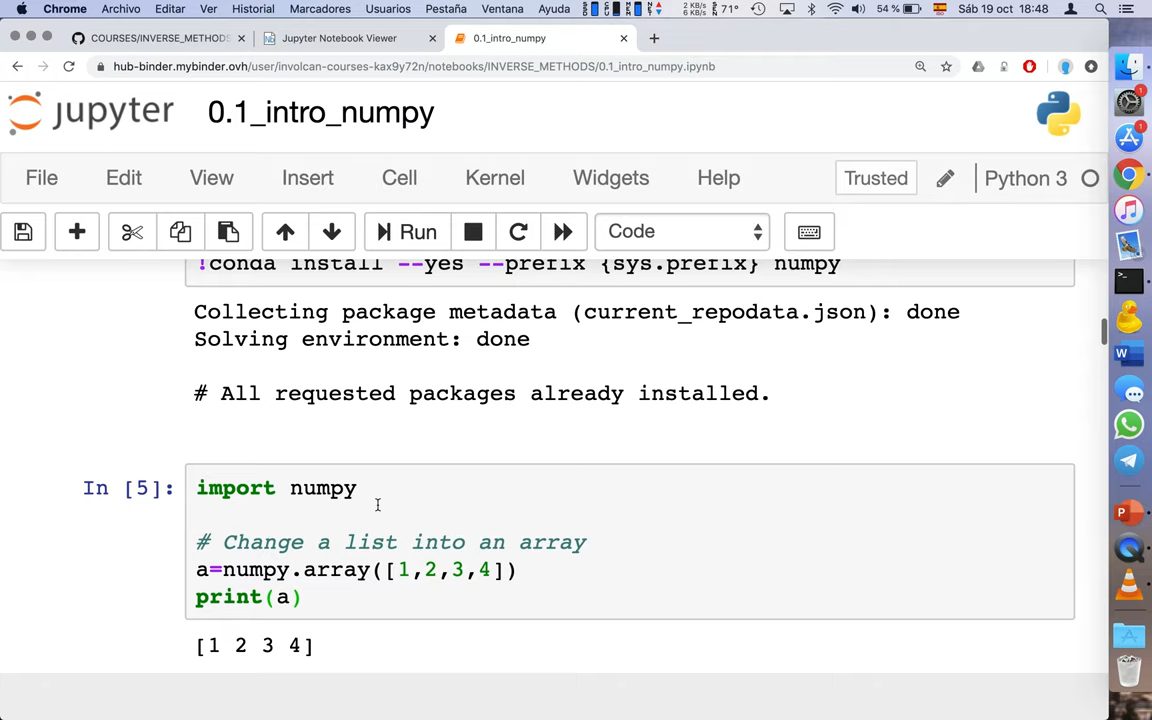 Chrome Archivo Editar Ver Historial Marcadores Usuarios Pestaña Ventana Ayuda 2 KB/s 6 KB/s 71° 54 % Sáb 19 oct 18:48
COURSES/INVERSE_METHODS Jupyter Notebook Viewer 0.1_intro_numpy
hub-binder.mybinder.ovh/user/involcan-courses-kax9y72n/notebooks/INVERSE_METHODS/0.1_intro_numpy.ipynb
jupyter 0.1_intro_numpy
File Edit View Insert Cell Kernel Widgets Help Trusted Python 3
Run Code
!conda install --yes --prefix {sys.prefix} numpy
Collecting package metadata (current_repodata.json): done
Solving environment: done
# All requested packages already installed.
In [5]: import numpy
# Change a list into an array
a=numpy.array([1,2,3,4])
print(a)
[1 2 3 4]